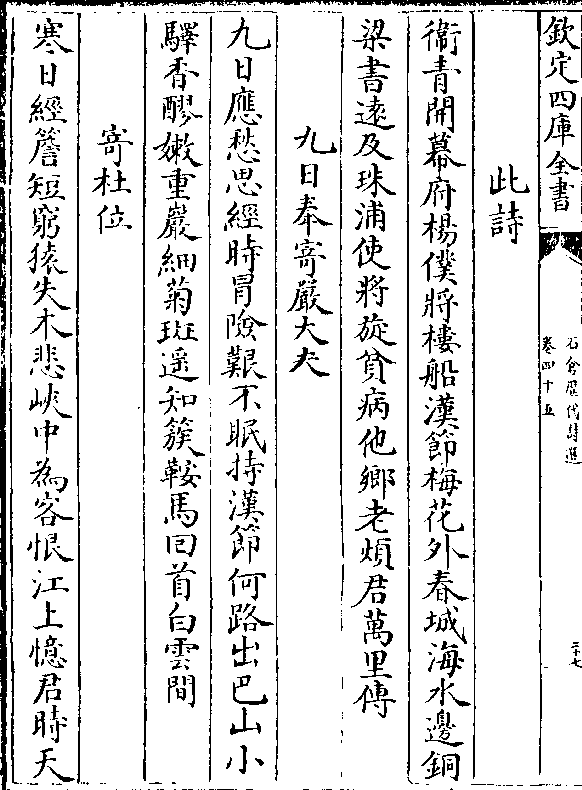 欽定四庫全書
石倉歷代詩選
卷四十五
二十七
此詩
衞青開幕府楊僕將樓船漢節梅花外春城海水邊銅
梁書遠及珠浦使將旋貧病他鄉老煩君萬里傳
九日奉寄嚴大夫
九日應愁思經時冒險艱不眠持漢節何路出巴山小
驛香醪嫩重巖細菊斑遥知簇鞍馬回首白雲間
寄杜位
寒日經簷短窮猿失木悲峽中為客恨江上憶君時天